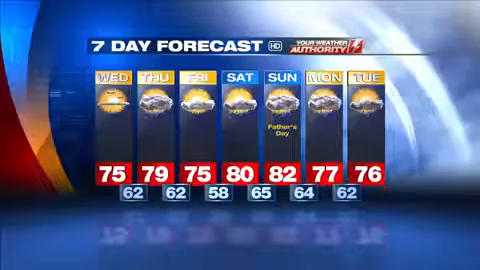 7 DAY FORECAST HD YOUR WEATHER
AUTHORITY
WED THU FRI SAT SUN MON TUE
Father's
Day
75 79 75 80 82 77 76
62 62 58 65 64 62